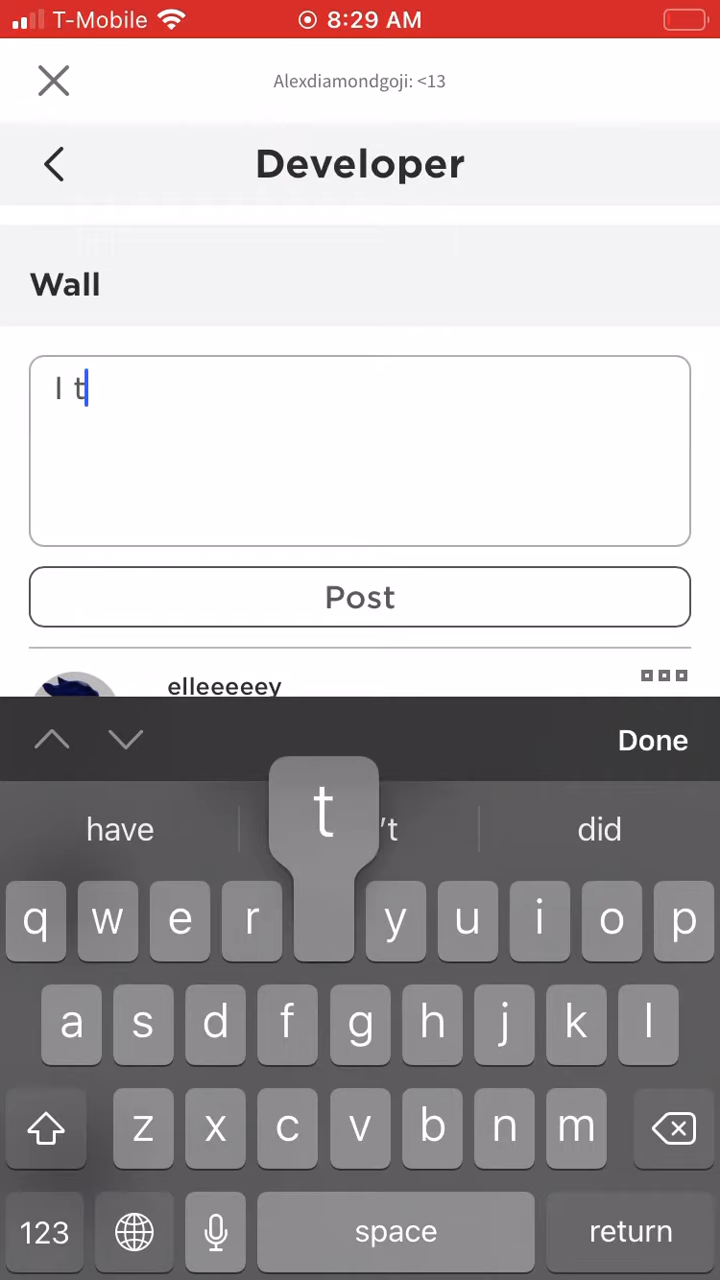 T-Mobile 8:29 AM
Alexdiamondgoji: <13
Developer
Wall
I t
Post
elleeeeey
Done
have 't did
t
q w e r y u i o p
a s d f g h j k l
z x c v b n m
123 space return